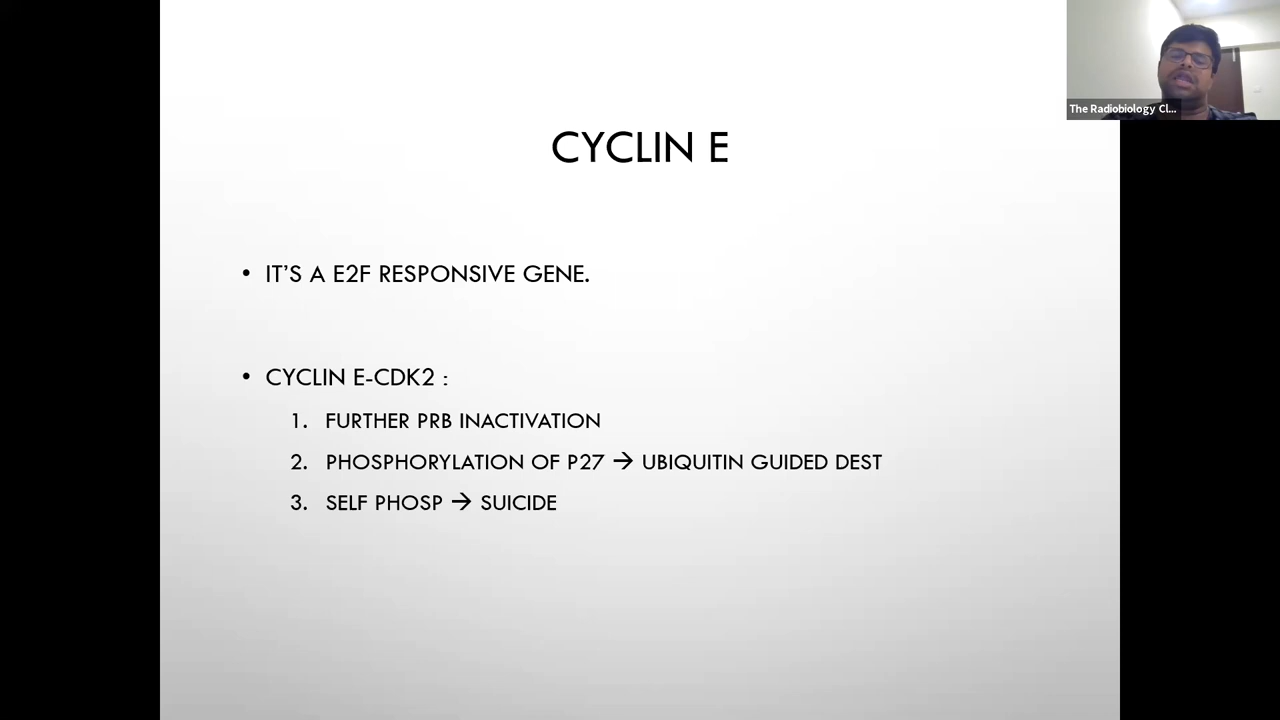 The Radiobiology Cl...
CYCLIN E
• IT'S A E2F RESPONSIVE GENE.
• CYCLIN E-CDK2 :
1. FURTHER PRB INACTIVATION
2. PHOSPHORYLATION OF P27 → UBIQUITIN GUIDED DEST
3. SELF PHOSP → SUICIDE